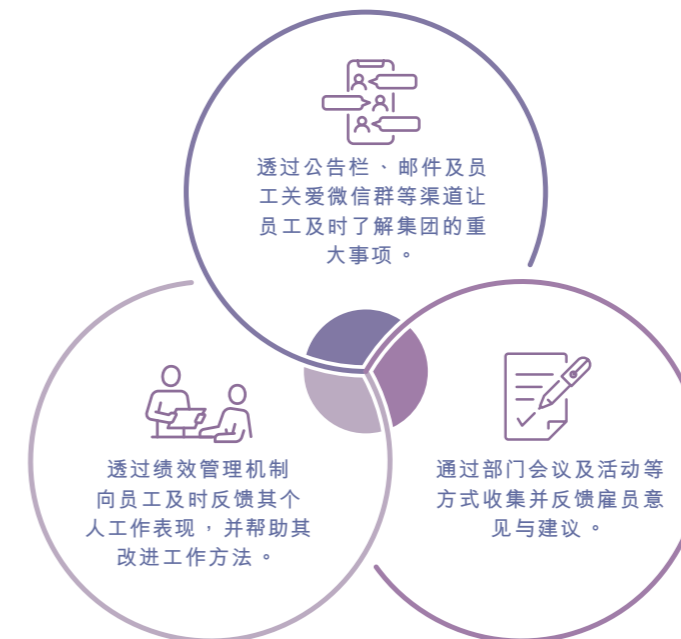 透过公告栏、邮件及员
工关爱微信群等渠道让
员工及时了解集团的重
大事项。
透过绩效管理机制
向员工及时反馈其个
人工作表现，并帮助其
改进工作方法。
通过部门会议及活动等
方式收集并反馈雇员意
见与建议。